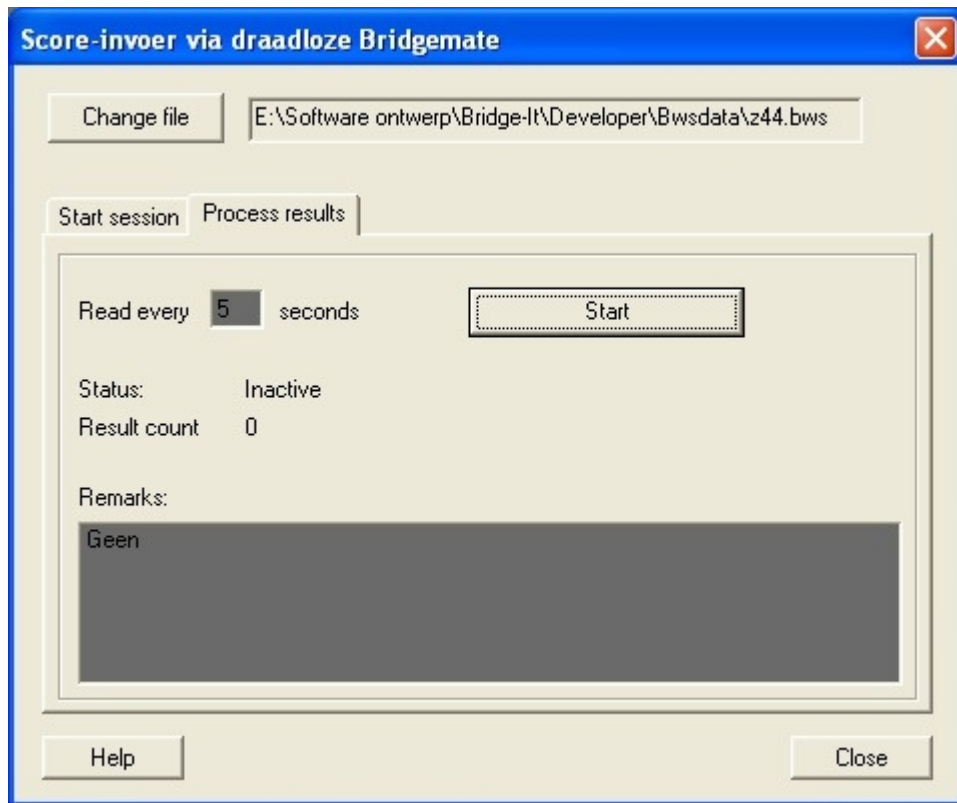 Score-invoer via draadloze Bridgemate
Change file E:\Software ontwerp\Bridge-It\Developer\Bwsdata\z44.bws
Start session Process results
Read every 5 seconds Start
Status: Inactive
Result count 0
Remarks:
Geen
Help Close